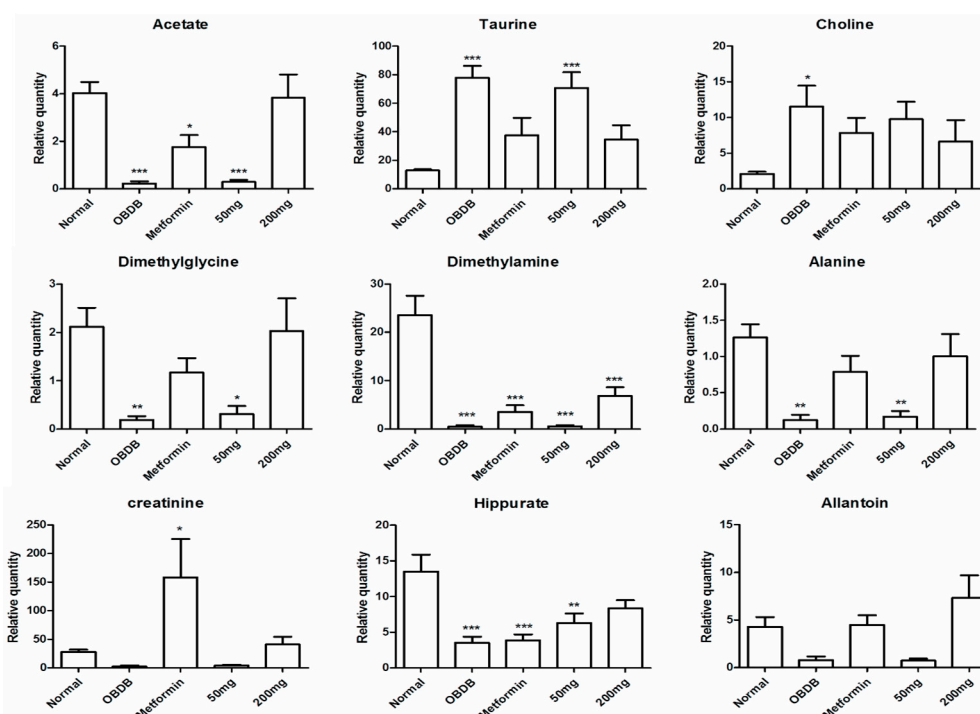 Acetate
Relative quantity
6
4
2
0
***
*
***
Normal
OBDB
Metformin
50mg
200mg
Taurine
Relative quantity
100
80
60
40
20
0
***
***
Normal
OBDB
Metformin
50mg
200mg
Choline
Relative quantity
20
15
10
5
0
*
Normal
OBDB
Metformin
50mg
200mg
Dimethylglycine
Relative quantity
3
2
1
0
**
*
Normal
OBDB
Metformin
50mg
200mg
Dimethylamine
Relative quantity
30
20
10
0
***
***
***
***
Normal
OBDB
Metformin
50mg
200mg
Alanine
Relative quantity
2.0
1.5
1.0
0.5
0.0
**
**
Normal
OBDB
Metformin
50mg
200mg
creatinine
Relative quantity
250
200
150
100
50
0
*
Normal
OBDB
Metformin
50mg
200mg
Hippurate
Relative quantity
20
15
10
5
0
***
***
**
Normal
OBDB
Metformin
50mg
200mg
Allantoin
Relative quantity
15
10
5
0
Normal
OBDB
Metformin
50mg
200mg